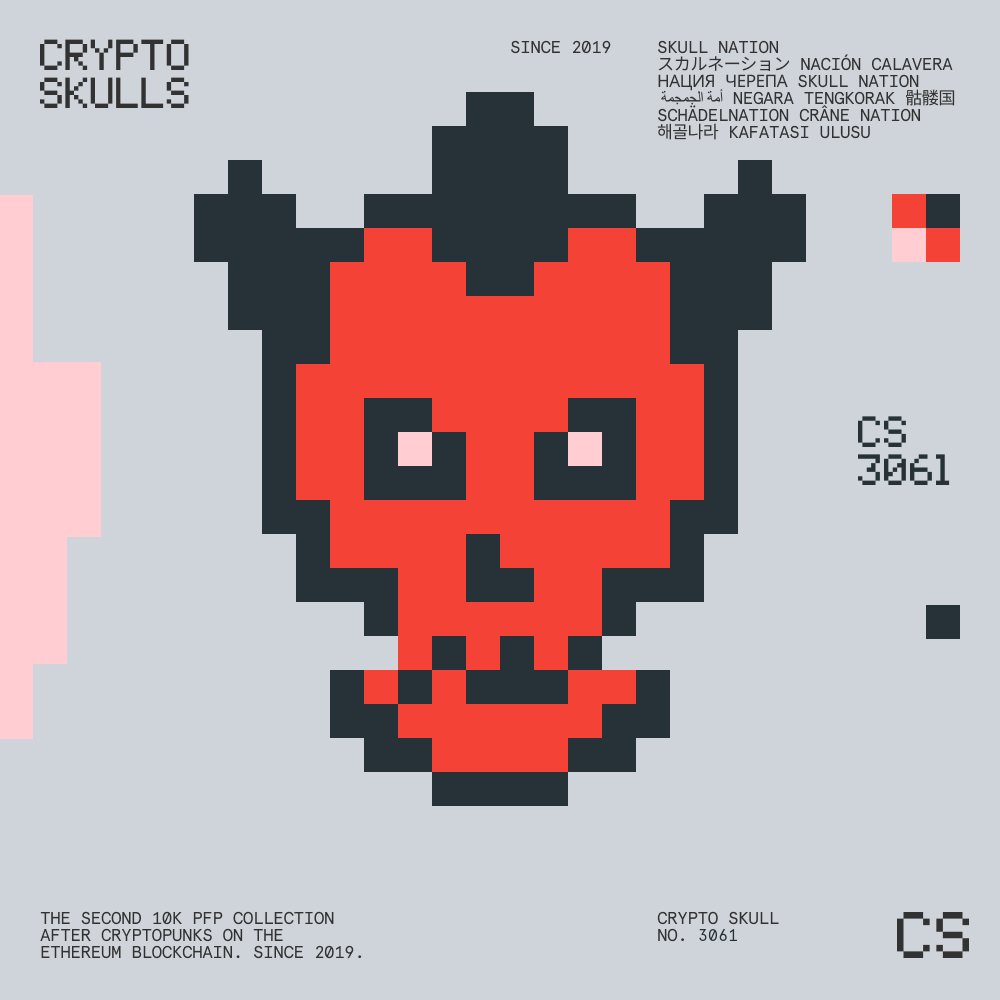 CRYPTO
SKULLS
SINCE 2019
SKULL NATION
スカルネーション NACIÓN CALAVERA
НАЦИЯ ЧЕРЕПА SKULL NATION
أمة الجمجمة NEGARA TENGKORAK 骷髅国
SCHÄDELNATION CRÂNE NATION
해골나라 KAFATASI ULUSU
CS
3061
THE SECOND 10K PFP COLLECTION
AFTER CRYPTOPUNKS ON THE
ETHEREUM BLOCKCHAIN. SINCE 2019.
CRYPTO SKULL
NO. 3061
CS